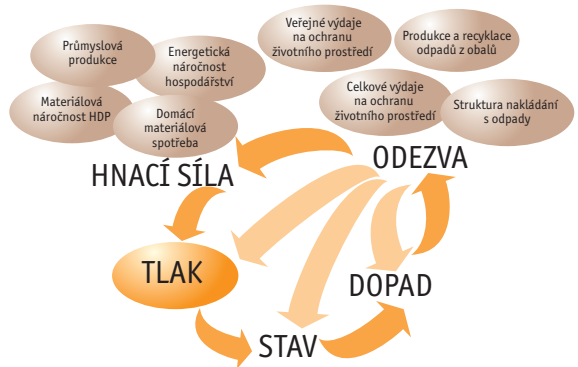 Průmyslová
produkce
Energetická
náročnost
hospodářství
Veřejné výdaje
na ochranu
životního prostředí
Produkce a recyklace
odpadů z obalů
Materiálová
náročnost HDP
Domácí
materiálová
spotřeba
Celkové výdaje
na ochranu
životního prostředí
Struktura nakládání
s odpady
HNACÍ SÍLA
ODEZVA
TLAK
DOPAD
STAV